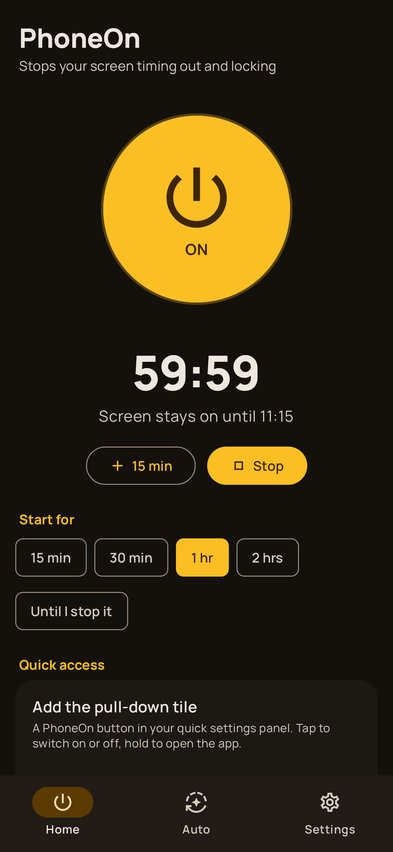 PhoneOn
Stops your screen timing out and locking
ON
59:59
Screen stays on until 11:15
+ 15 min
Stop
Start for
15 min
30 min
1 hr
2 hrs
Until I stop it
Quick access
Add the pull-down tile
A PhoneOn button in your quick settings panel. Tap to
switch on or off, hold to open the app.
Home
Auto
Settings